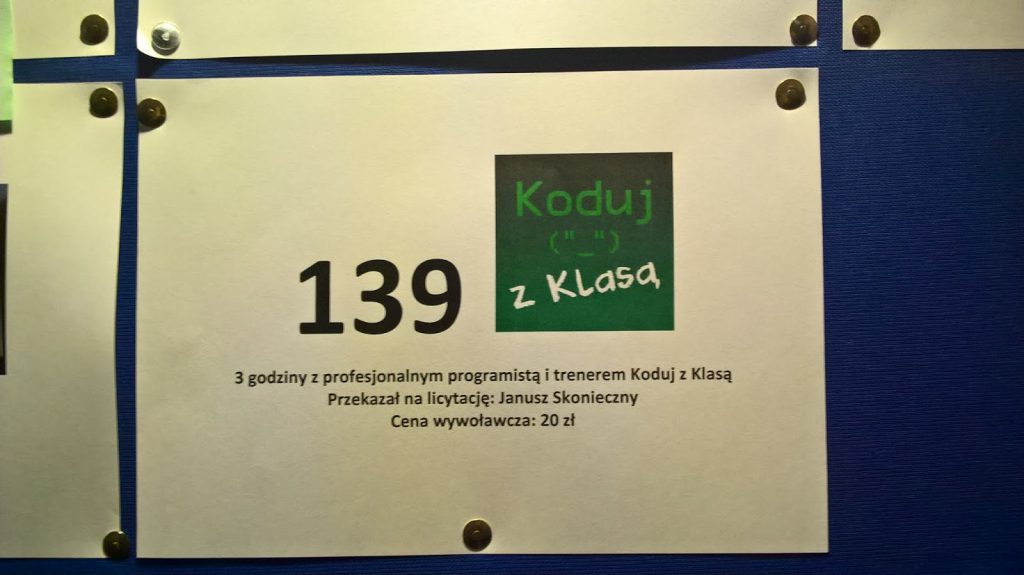 Koduj
("_")
z Klasą
139
3 godziny z profesjonalnym programistą i trenerem Koduj z Klasą
Przekazał na licytację: Janusz Skonieczny
Cena wywoławcza: 20 zł